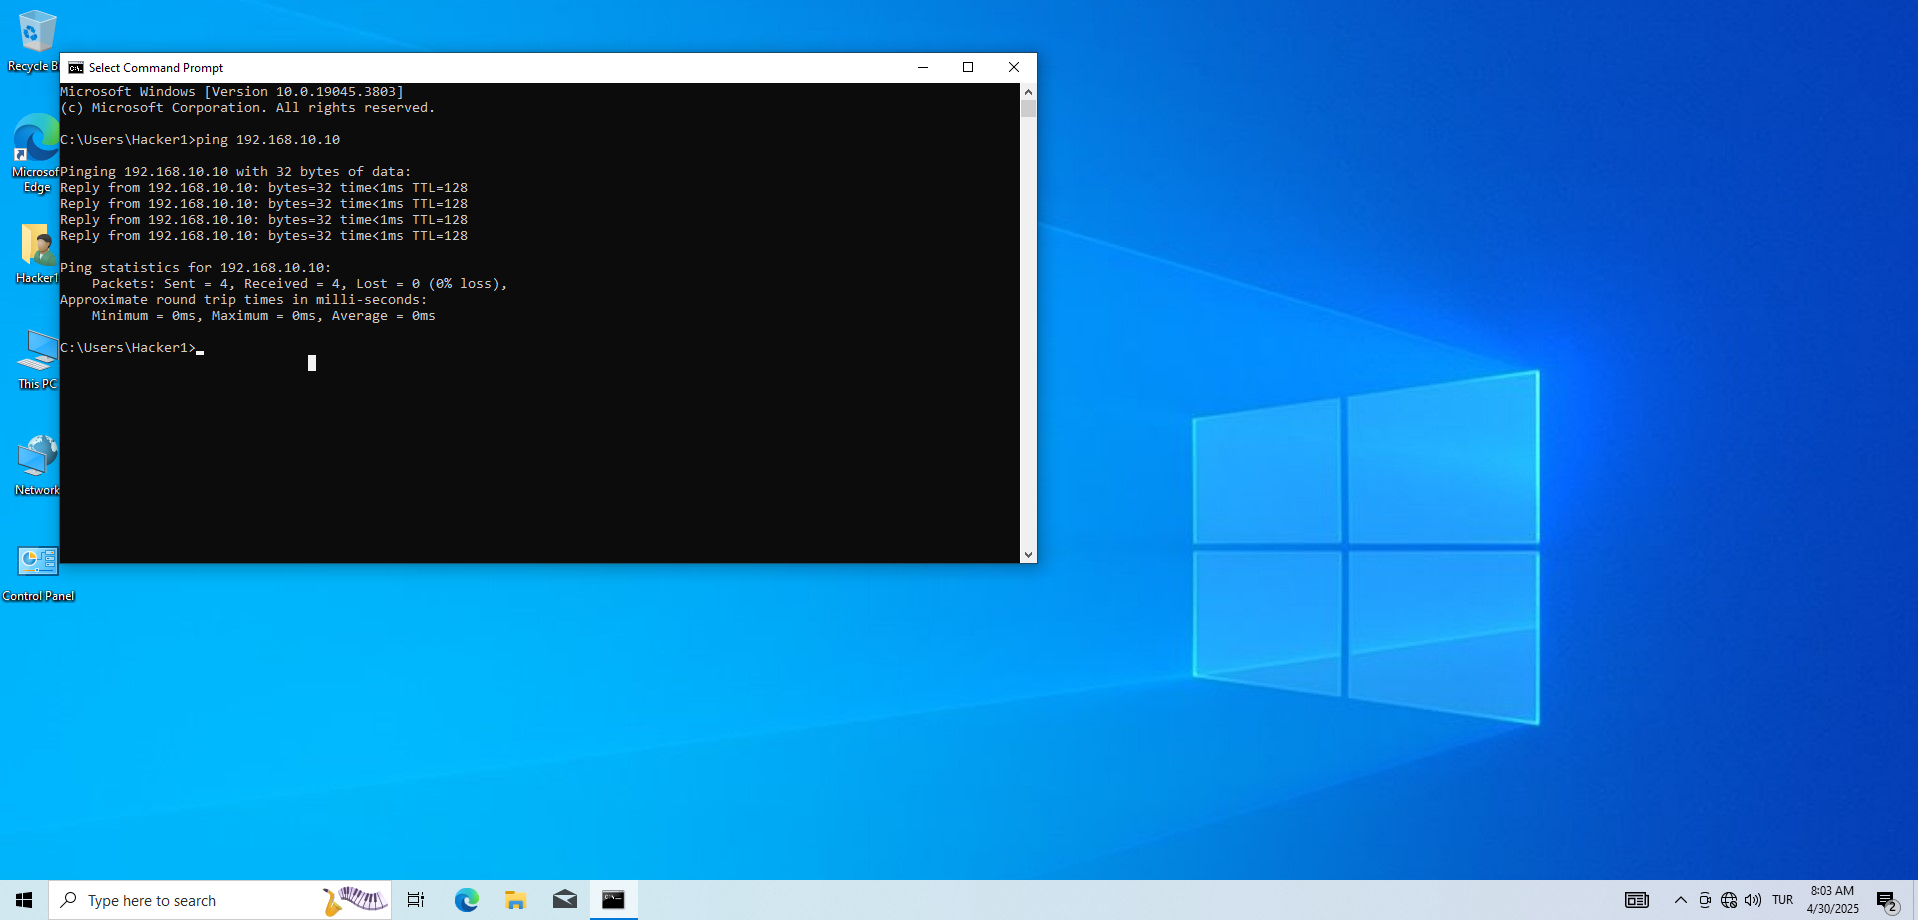 Recycle B
Select Command Prompt
Microsoft Windows [Version 10.0.19045.3803]
(c) Microsoft Corporation. All rights reserved.
C:\Users\Hacker1>ping 192.168.10.10
Pinging 192.168.10.10 with 32 bytes of data:
Reply from 192.168.10.10: bytes=32 time<1ms TTL=128
Reply from 192.168.10.10: bytes=32 time<1ms TTL=128
Reply from 192.168.10.10: bytes=32 time<1ms TTL=128
Reply from 192.168.10.10: bytes=32 time<1ms TTL=128
Ping statistics for 192.168.10.10:
    Packets: Sent = 4, Received = 4, Lost = 0 (0% loss),
Approximate round trip times in milli-seconds:
    Minimum = 0ms, Maximum = 0ms, Average = 0ms
C:\Users\Hacker1>
Microsof
Edge
Hacker1
This PC
Network
Control Panel
Type here to search
TUR
8:03 AM
4/30/2025
2